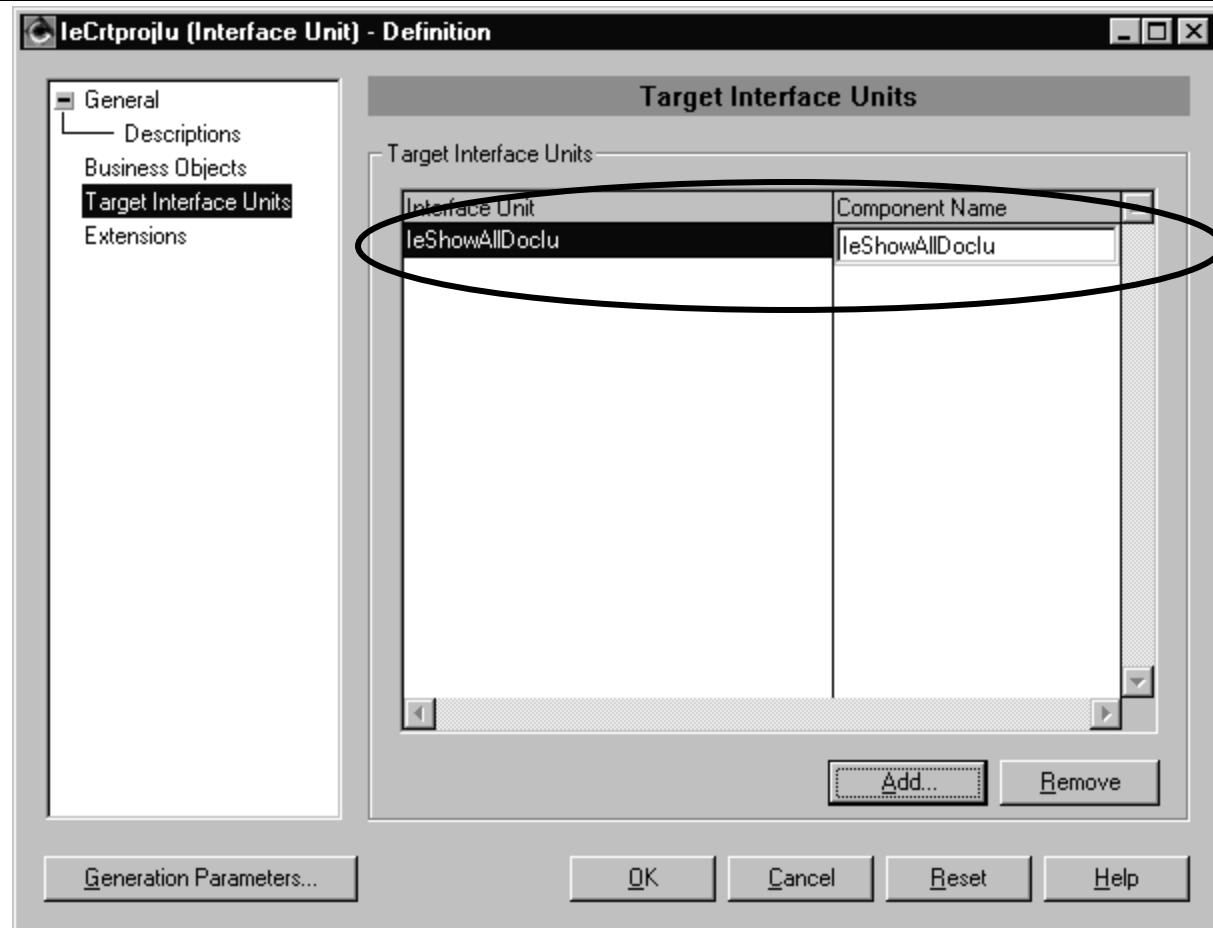 IeCrtprojIu (Interface Unit) - Definition
General
Descriptions
Business Objects
Target Interface Units
Extensions
Target Interface Units
Target Interface Units
Interface Unit Component Name
IeShowAllDocIu IeShowAllDocIu
Add... Remove
Generation Parameters... OK Cancel Reset Help